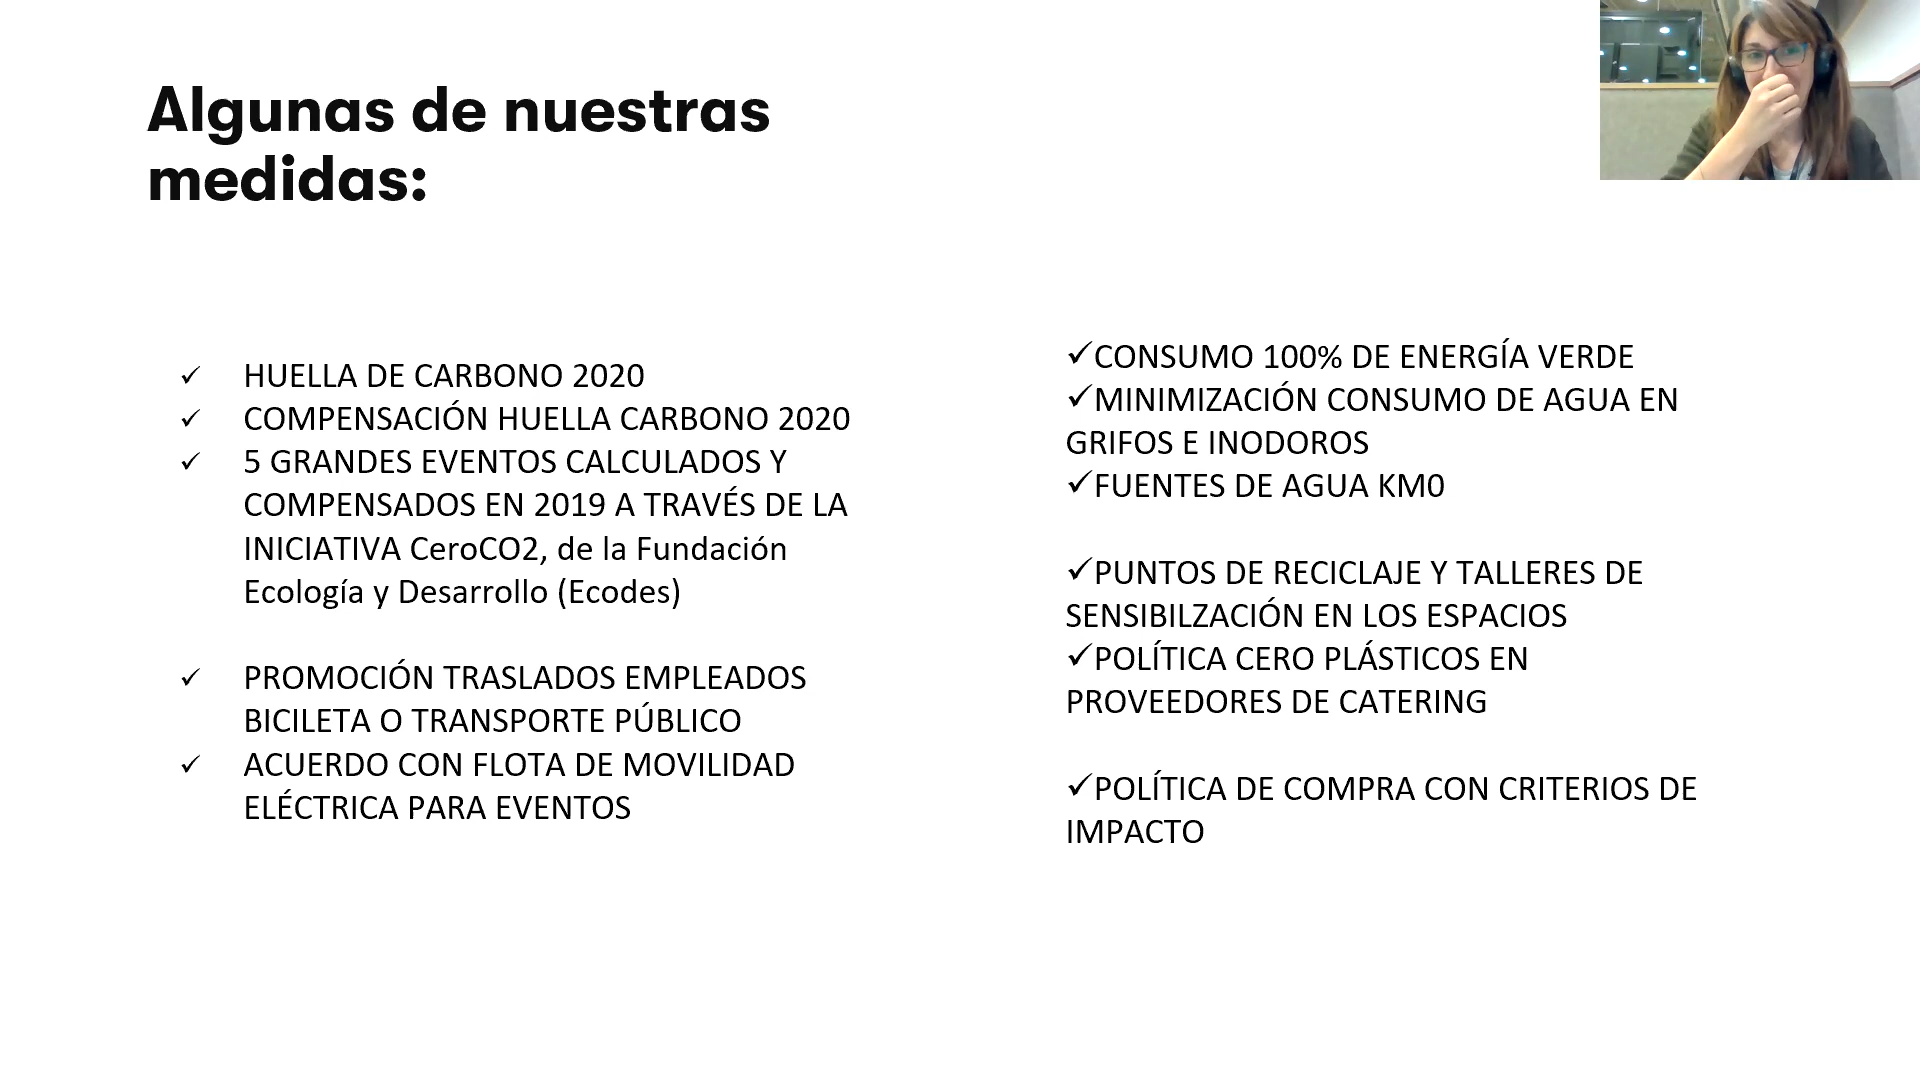 Algunas de nuestras
medidas:
✓ HUELLA DE CARBONO 2020
✓ COMPENSACIÓN HUELLA CARBONO 2020
✓ 5 GRANDES EVENTOS CALCULADOS Y
COMPENSADOS EN 2019 A TRAVÉS DE LA
INICIATIVA CeroCO2, de la Fundación
Ecología y Desarrollo (Ecodes)
✓ PROMOCIÓN TRASLADOS EMPLEADOS
BICILETA O TRANSPORTE PÚBLICO
✓ ACUERDO CON FLOTA DE MOVILIDAD
ELÉCTRICA PARA EVENTOS
✓CONSUMO 100% DE ENERGÍA VERDE
✓MINIMIZACIÓN CONSUMO DE AGUA EN
GRIFOS E INODOROS
✓FUENTES DE AGUA KM0
✓PUNTOS DE RECICLAJE Y TALLERES DE
SENSIBILZACIÓN EN LOS ESPACIOS
✓POLÍTICA CERO PLÁSTICOS EN
PROVEEDORES DE CATERING
✓POLÍTICA DE COMPRA CON CRITERIOS DE
IMPACTO